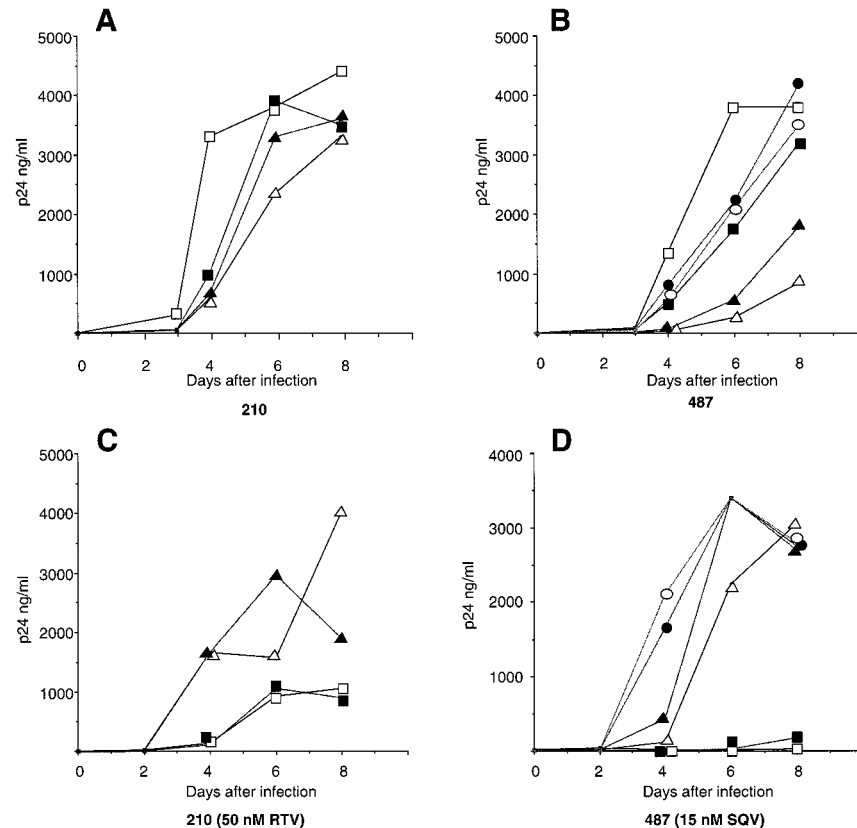 A
5000
4000
3000
2000
1000
p24 ng/ml
0 2 4 6 8
Days after infection
210
B
5000
4000
3000
2000
1000
p24 ng/ml
0 2 4 6 8
Days after infection
487
C
5000
4000
3000
2000
1000
p24 ng/ml
0 2 4 6 8
Days after infection
210 (50 nM RTV)
D
4000
3000
2000
1000
p24 ng/ml
0 2 4 6 8
Days after infection
487 (15 nM SQV)